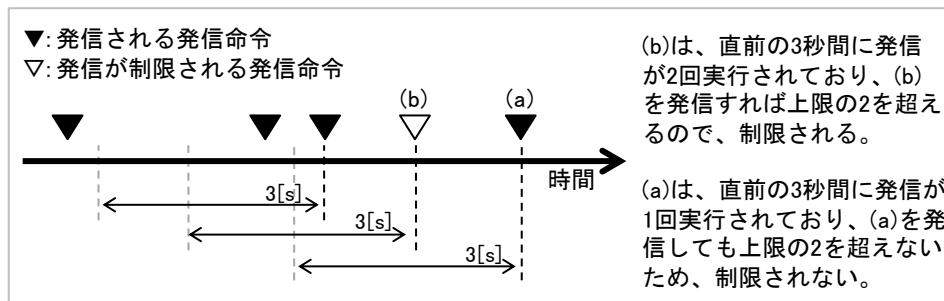 ▼: 発信される発信命令
▽: 発信が制限される発信命令
(b)
(a)
時間
3[s]
3[s]
3[s]
(b)は、直前の3秒間に発信
が2回実行されており、(b)
を発信すれば上限の2を超え
るので、制限される。
(a)は、直前の3秒間に発信が
1回実行されており、(a)を発
信しても上限の2を超えない
ため、制限されない。